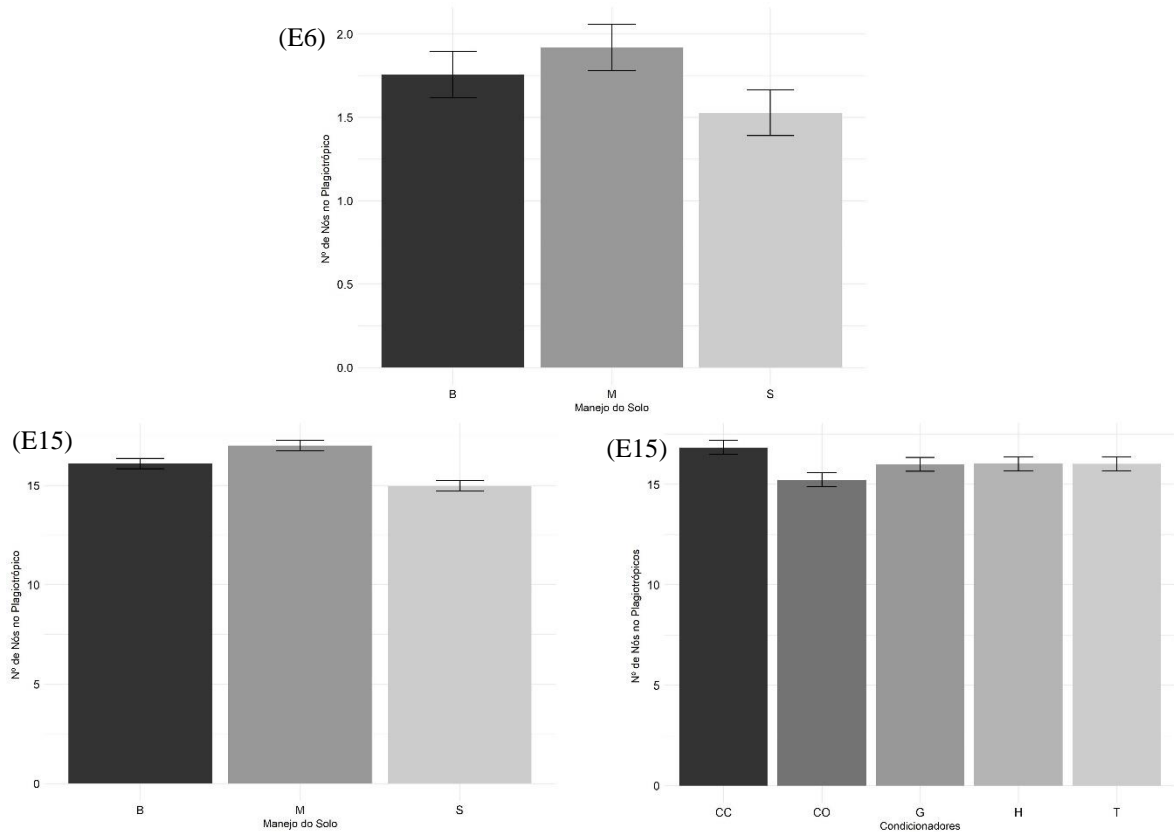 (E6)
Nº de Nós no Plagiotrópico
2.0
1.5
1.0
0.5
0.0
B M S
Manejo do Solo
(E15)
Nº de Nós no Plagiotrópico
15
10
5
0
B M S
Manejo do Solo
(E15)
Nº de Nós no Plagiotrópicos
15
10
5
0
CC CO G H T
Condicionadores